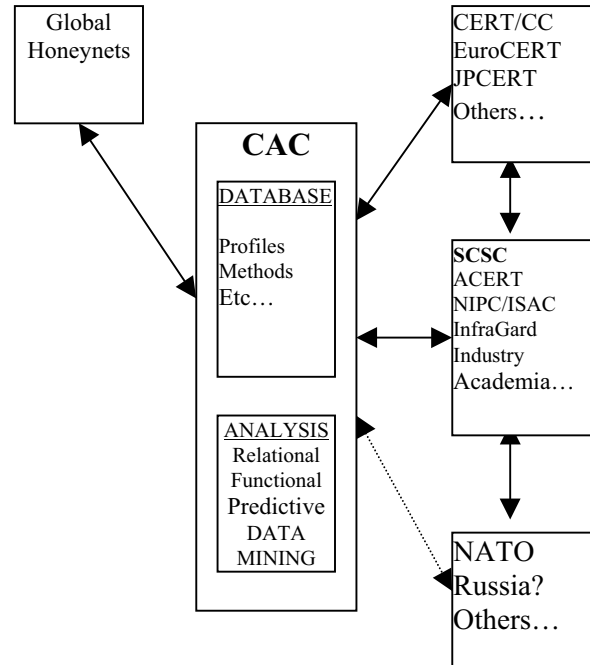 Global
Honeynets
CERT/CC
EuroCERT
JPCERT
Others…
CAC
DATABASE
Profiles
Methods
Etc…
SCSC
ACERT
NIPC/ISAC
InfraGard
Industry
Academia…
ANALYSIS
Relational
Functional
Predictive
DATA
MINING
NATO
Russia?
Others…